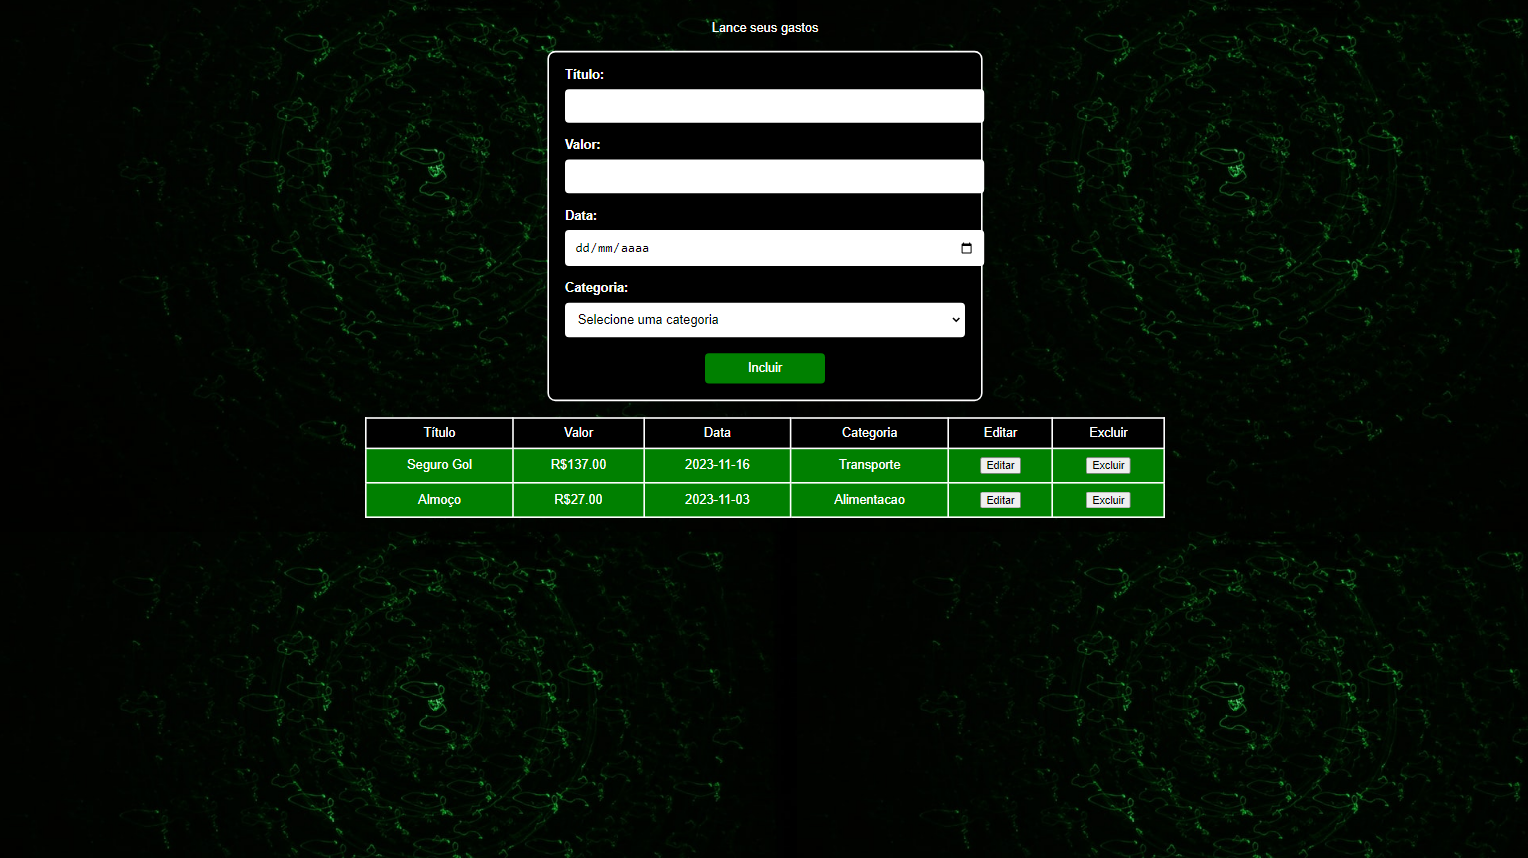 Lance seus gastos
Título:
Valor:
Data:
dd/mm/aaaa
Categoria:
Selecione uma categoria
Incluir
Título Valor Data Categoria Editar Excluir
Seguro Gol R$137.00 2023-11-16 Transporte Editar Excluir
Almoço R$27.00 2023-11-03 Alimentacao Editar Excluir